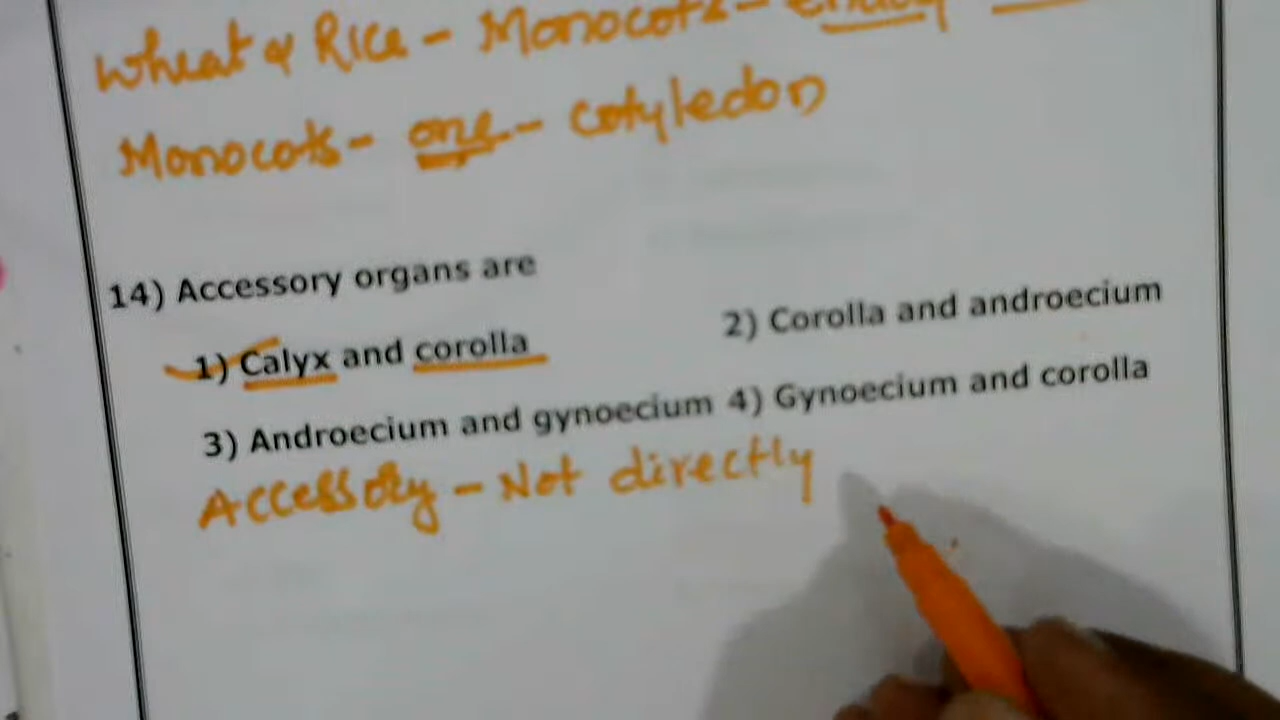 Wheat & Rice - Monocots -
Monocots - one - cotyledon
14) Accessory organs are
1) Calyx and corolla
2) Corolla and androecium
3) Androecium and gynoecium 4) Gynoecium and corolla
Accessory - Not directly